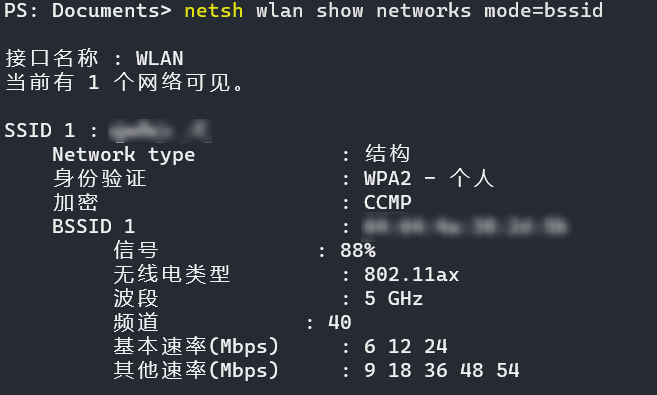 PS: Documents> netsh wlan show networks mode=bssid
接口名称 : WLAN
当前有 1 个网络可见。
SSID 1 :
Network type : 结构
身份验证 : WPA2 - 个人
加密 : CCMP
BSSID 1 :
信号 : 88%
无线电类型 : 802.11ax
波段 : 5 GHz
频道 : 40
基本速率(Mbps) : 6 12 24
其他速率(Mbps) : 9 18 36 48 54